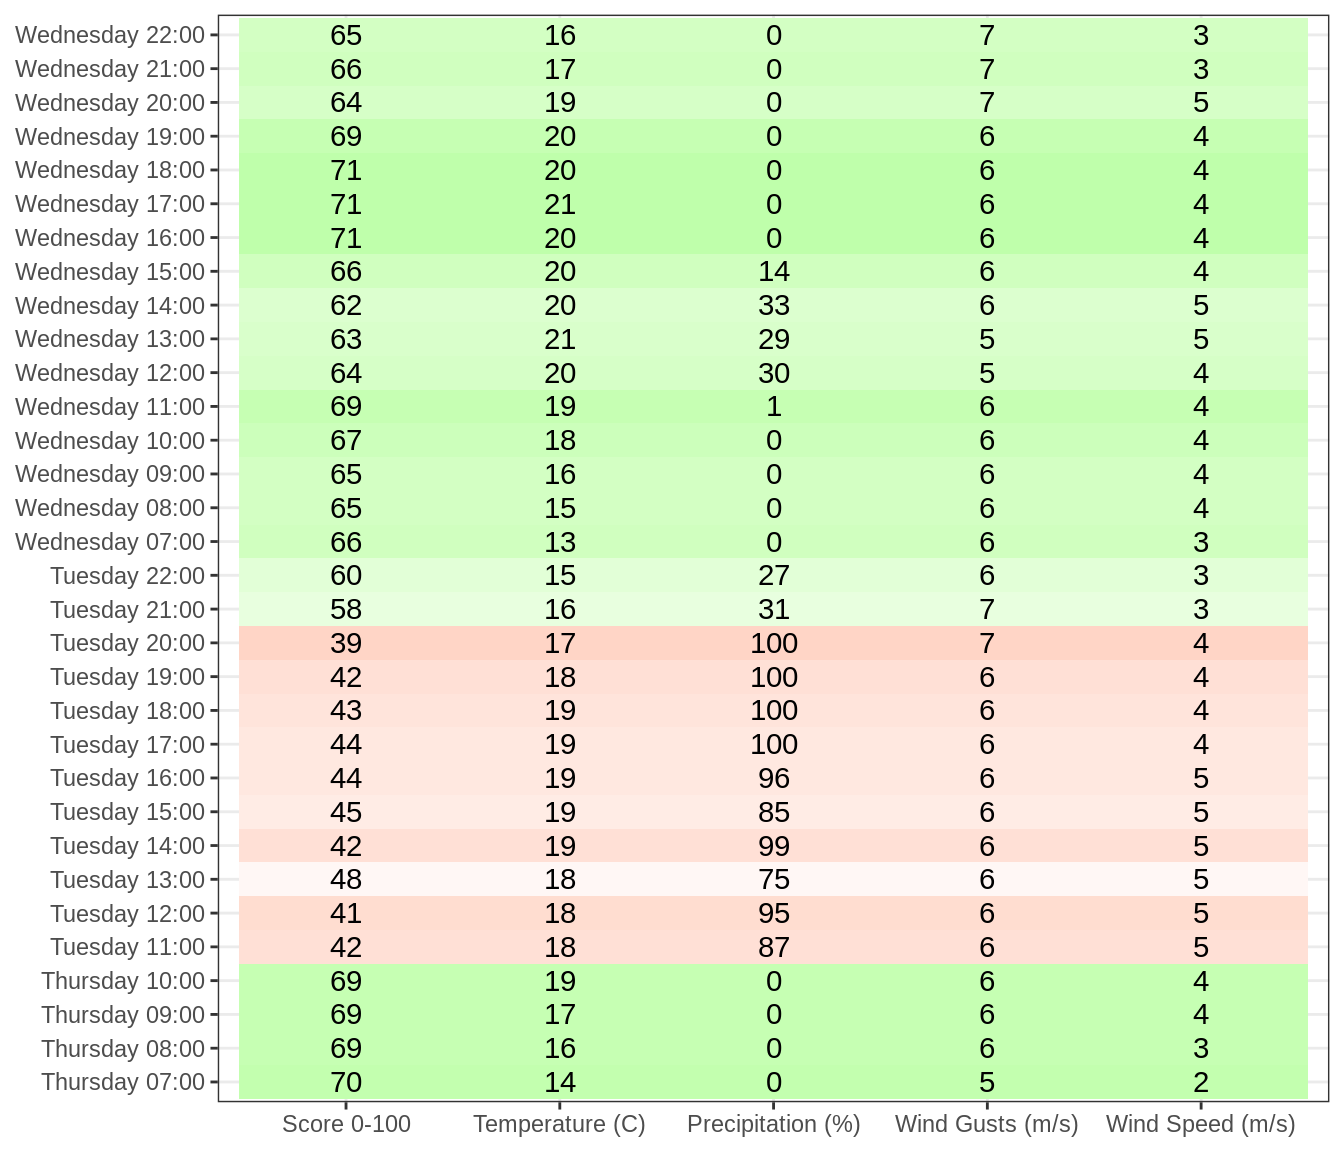 Wednesday 22:00 65 16 0 7 3
Wednesday 21:00 66 17 0 7 3
Wednesday 20:00 64 19 0 7 5
Wednesday 19:00 69 20 0 6 4
Wednesday 18:00 71 20 0 6 4
Wednesday 17:00 71 21 0 6 4
Wednesday 16:00 71 20 0 6 4
Wednesday 15:00 66 20 14 6 4
Wednesday 14:00 62 20 33 6 5
Wednesday 13:00 63 21 29 5 5
Wednesday 12:00 64 20 30 5 4
Wednesday 11:00 69 19 1 6 4
Wednesday 10:00 67 18 0 6 4
Wednesday 09:00 65 16 0 6 4
Wednesday 08:00 65 15 0 6 4
Wednesday 07:00 66 13 0 6 3
Tuesday 22:00 60 15 27 6 3
Tuesday 21:00 58 16 31 7 3
Tuesday 20:00 39 17 100 7 4
Tuesday 19:00 42 18 100 6 4
Tuesday 18:00 43 19 100 6 4
Tuesday 17:00 44 19 100 6 4
Tuesday 16:00 44 19 96 6 5
Tuesday 15:00 45 19 85 6 5
Tuesday 14:00 42 19 99 6 5
Tuesday 13:00 48 18 75 6 5
Tuesday 12:00 41 18 95 6 5
Tuesday 11:00 42 18 87 6 5
Thursday 10:00 69 19 0 6 4
Thursday 09:00 69 17 0 6 4
Thursday 08:00 69 16 0 6 3
Thursday 07:00 70 14 0 5 2
Score 0-100 Temperature (C) Precipitation (%) Wind Gusts (m/s) Wind Speed (m/s)